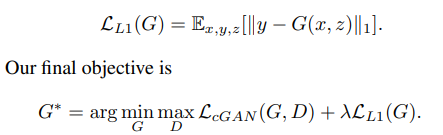 ℒ_{L1}(G) = 𝔼_{x,y,z}[‖y − G(x, z)‖₁].
Our final objective is
G* = arg min_G max_D ℒ_{cGAN}(G, D) + λℒ_{L1}(G).